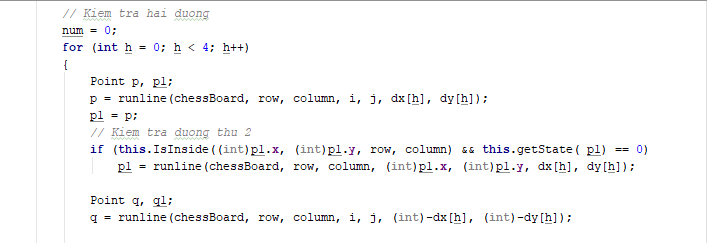 // Kiem tra hai duong
num = 0;
for (int h = 0; h < 4; h++)
{
Point p, p1;
p = runline(chessBoard, row, column, i, j, dx[h], dy[h]);
p1 = p;
// Kiem tra duong thu 2
if (this.IsInside((int)p1.x, (int)p1.y, row, column) && this.getState( p1) == 0)
p1 = runline(chessBoard, row, column, (int)p1.x, (int)p1.y, dx[h], dy[h]);
Point q, q1;
q = runline(chessBoard, row, column, i, j, (int)-dx[h], (int)-dy[h]);